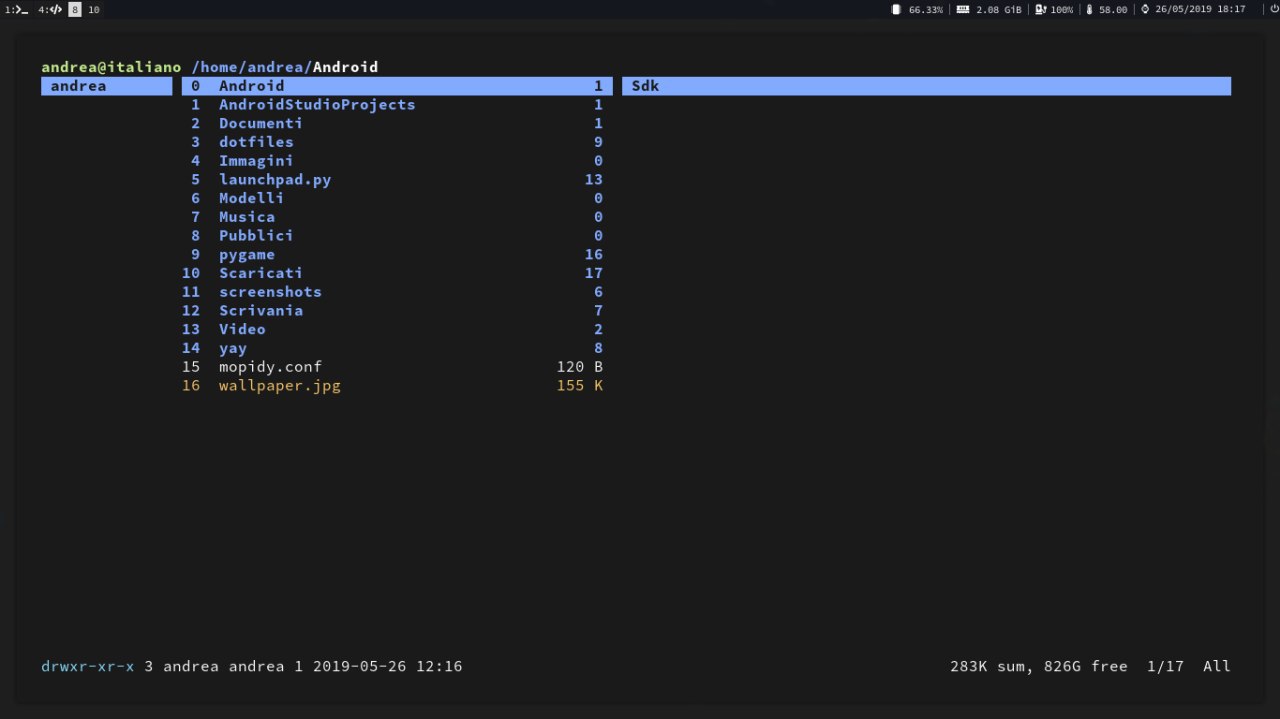 1:>_ 4:</> 8 10 66.33% | 2.08 GiB | 100% | 58.00 | 26/05/2019 18:17 |
andrea@italiano /home/andrea/Android
andrea 0 Android 1 Sdk
1 AndroidStudioProjects 1
2 Documenti 1
3 dotfiles 9
4 Immagini 0
5 launchpad.py 13
6 Modelli 0
7 Musica 0
8 Pubblici 0
9 pygame 16
10 Scaricati 17
11 screenshots 6
12 Scrivania 7
13 Video 2
14 yay 8
15 mopidy.conf 120 B
16 wallpaper.jpg 155 K
drwxr-xr-x 3 andrea andrea 1 2019-05-26 12:16 283K sum, 826G free 1/17 All